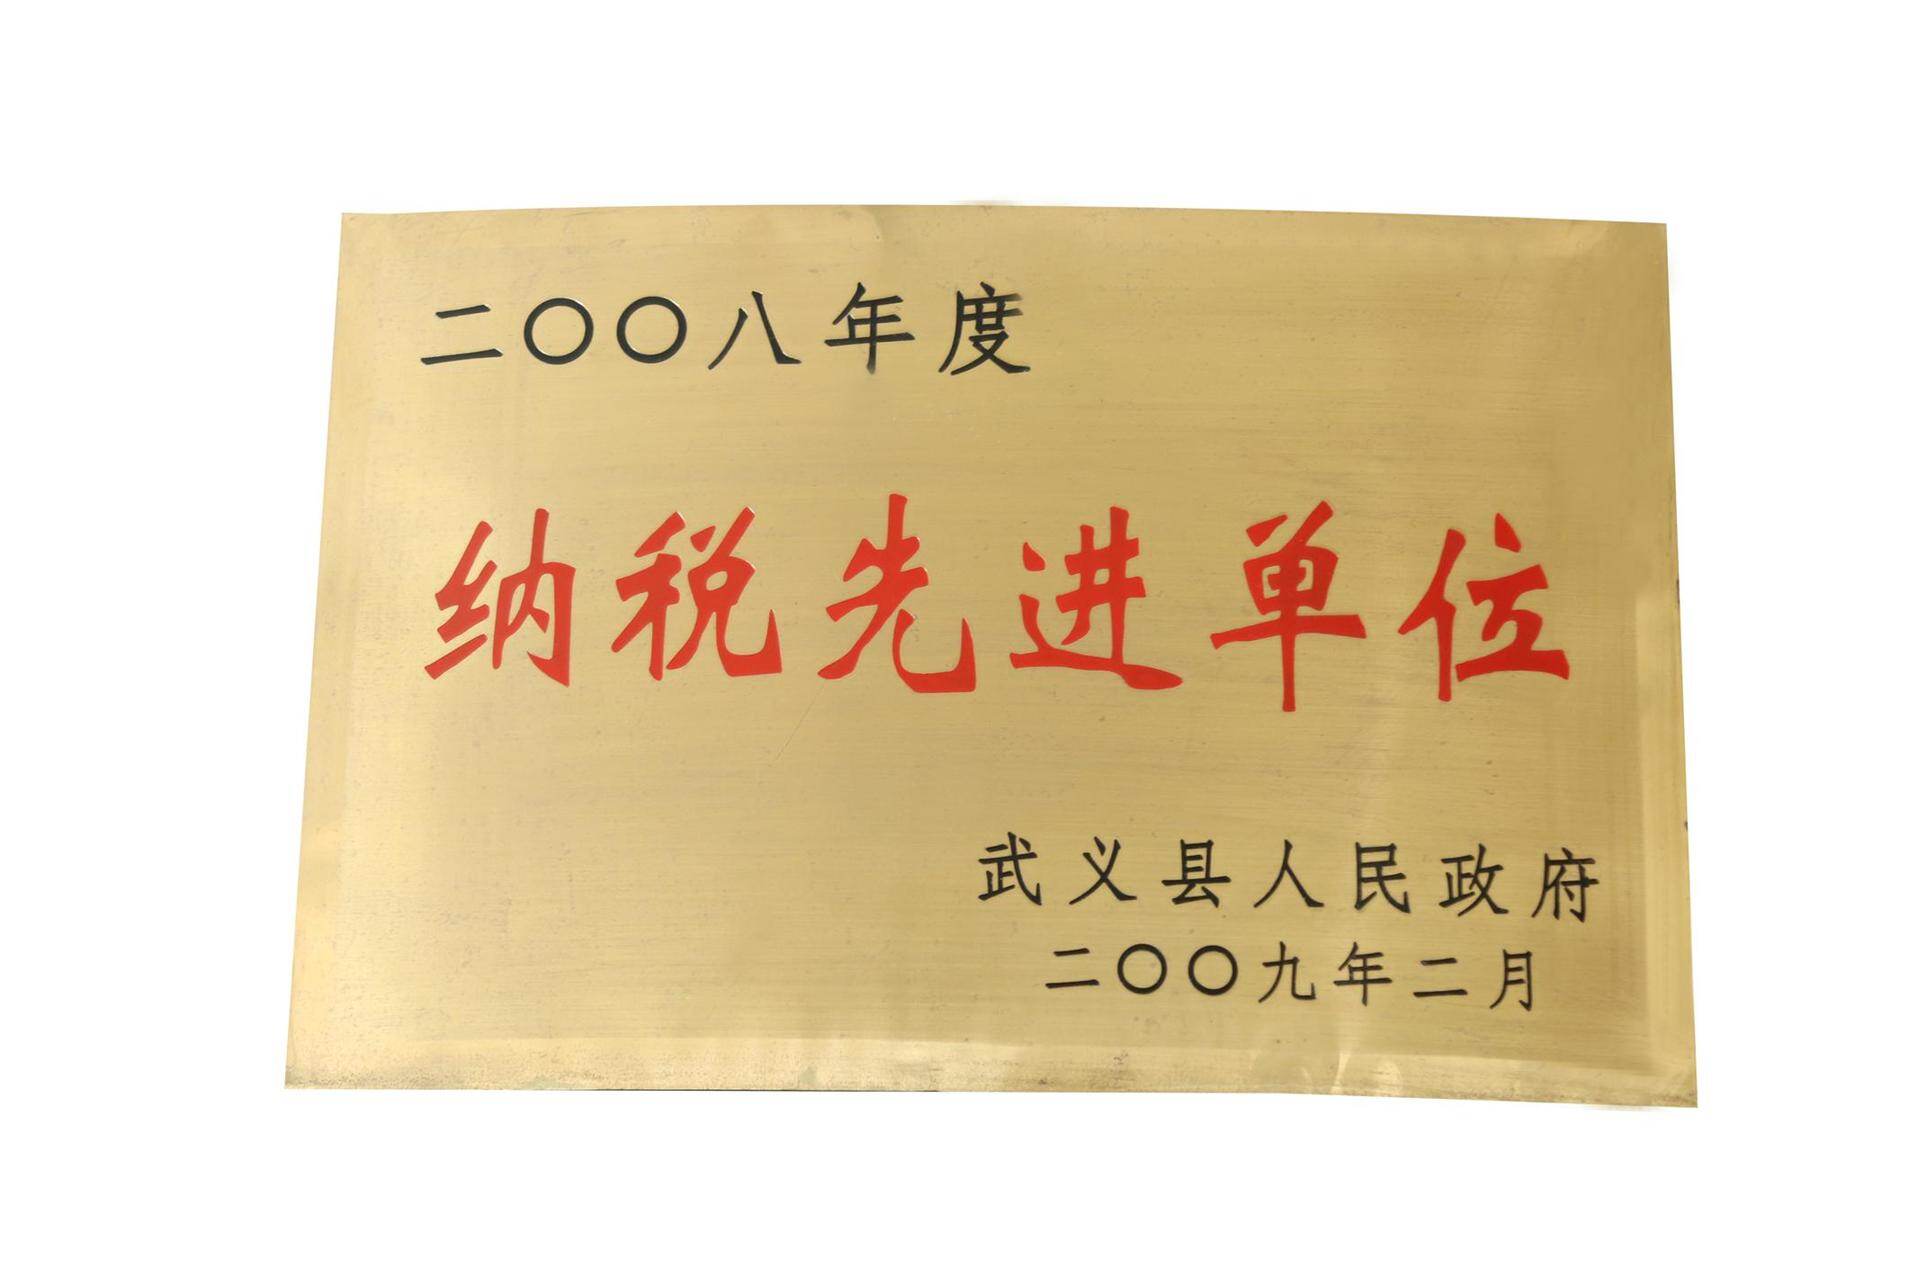 二〇〇八年度
纳税先进单位
武义县人民政府
二〇〇九年二月